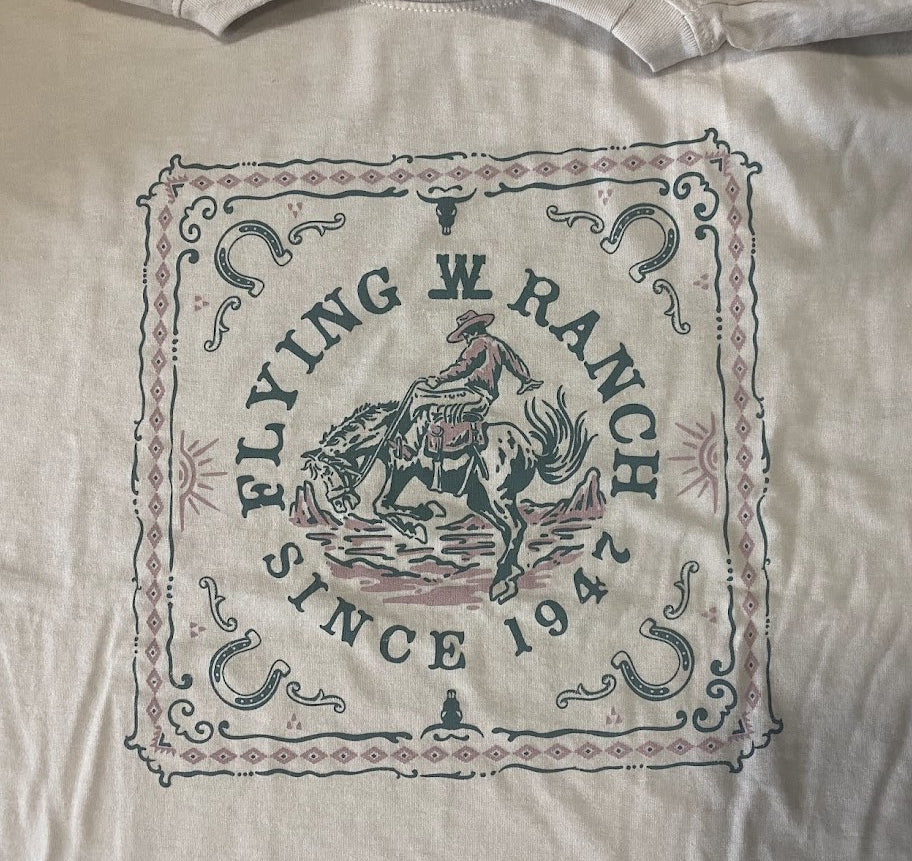 FLYING W RANCH
SINCE 1947